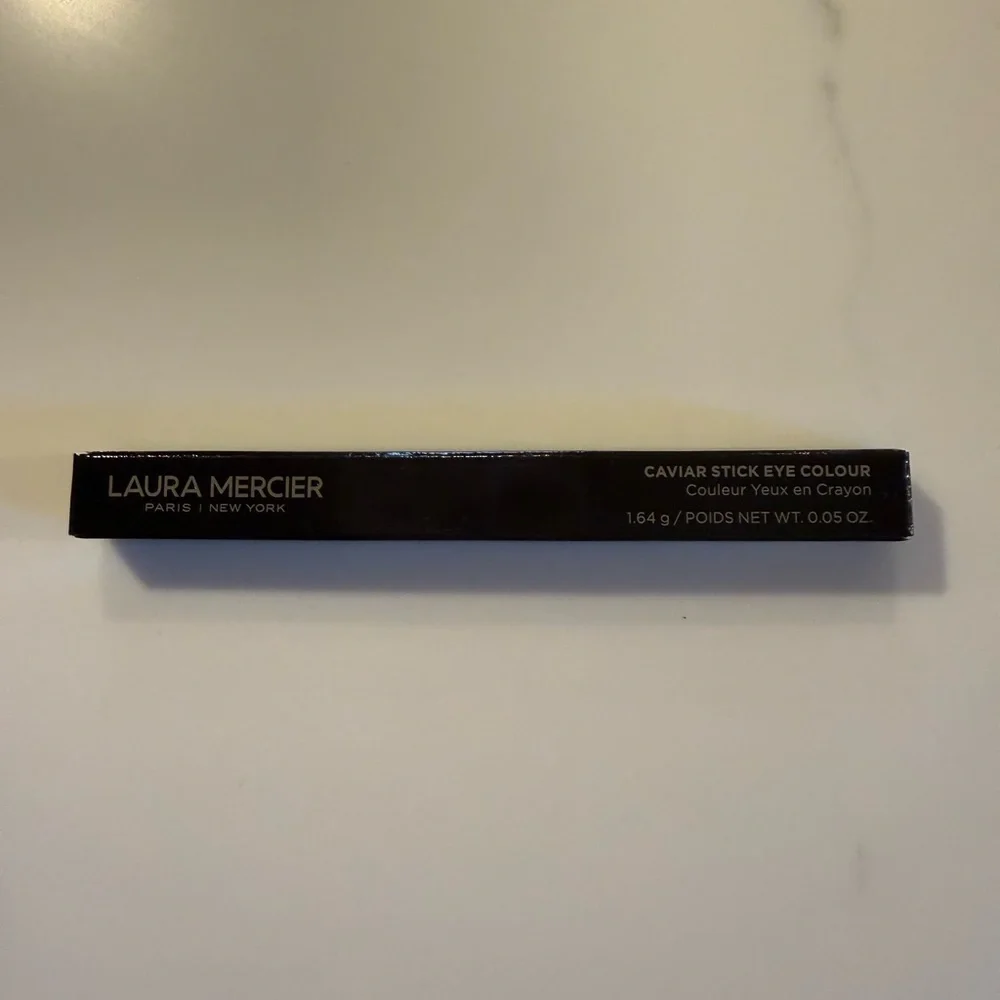 LAURA MERCIER
PARIS | NEW YORK
CAVIAR STICK EYE COLOUR
Couleur Yeux en Crayon
1.64 g / POIDS NET WT. 0.05 OZ.